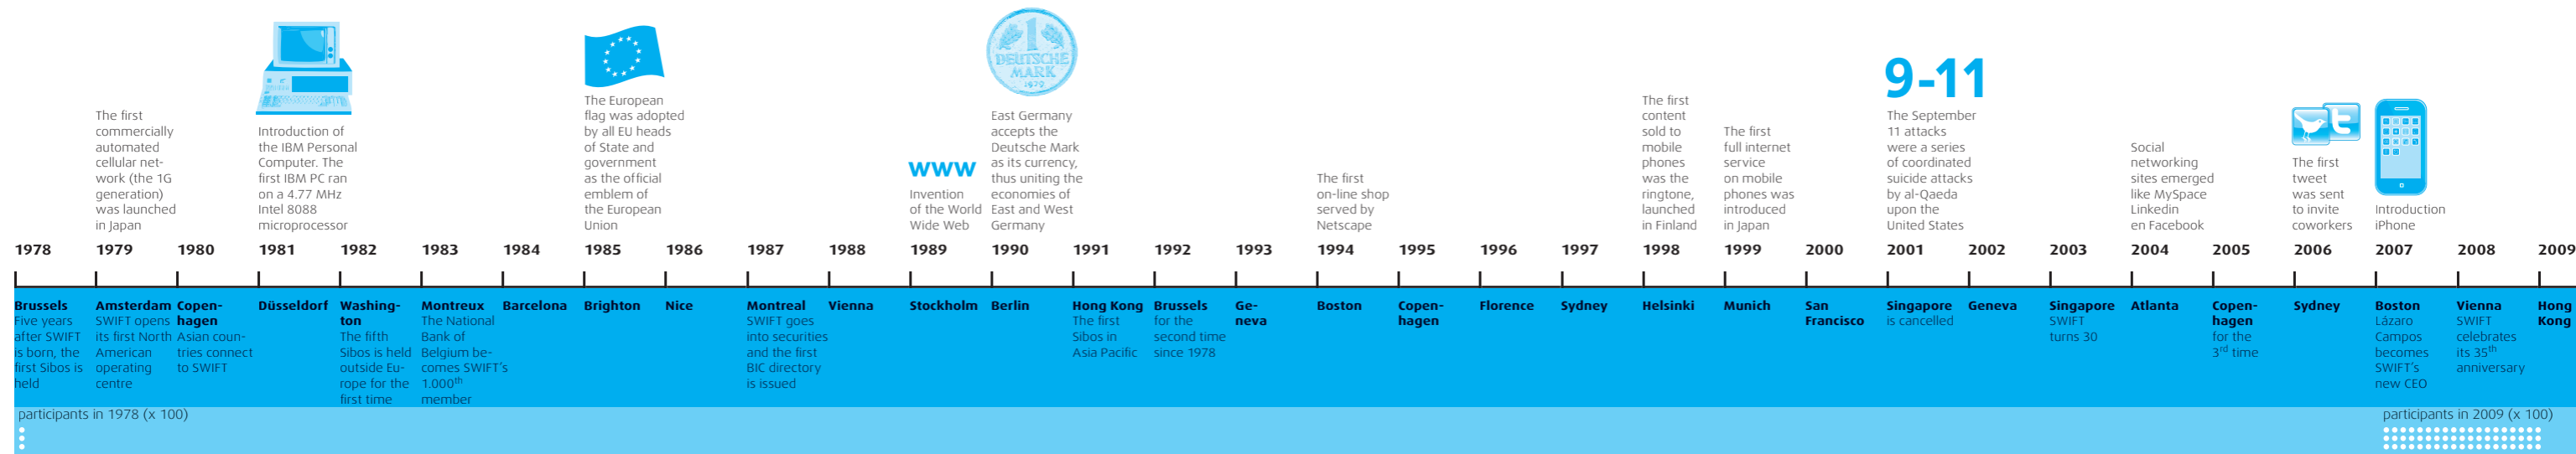 1
DEUTSCHE
MARK
1979
9-11
t
The first
commercially
automated
cellular net-
work (the 1G
generation)
was launched
in Japan
Introduction of
the IBM Personal
Computer. The
first IBM PC ran
on a 4.77 MHz
Intel 8088
microprocessor
The European
flag was adopted
by all EU heads
of State and
government
as the official
emblem of
the European
Union
www
Invention
of the World
Wide Web
East Germany
accepts the
Deutsche Mark
as its currency,
thus uniting the
economies of
East and West
Germany
The first
on-line shop
served by
Netscape
The first
content
sold to
mobile
phones
was the
ringtone,
launched
in Finland
The first
full internet
service
on mobile
phones was
introduced
in Japan
The September
11 attacks
were a series
of coordinated
suicide attacks
by al-Qaeda
upon the
United States
Social
networking
sites emerged
like MySpace
Linkedin
en Facebook
The first
tweet
was sent
to invite
coworkers
Introduction
iPhone
1978 1979 1980 1981 1982 1983 1984 1985 1986 1987 1988 1989 1990 1991 1992 1993 1994 1995 1996 1997 1998 1999 2000 2001 2002 2003 2004 2005 2006 2007 2008 2009
Brussels
Five years
after SWIFT
is born, the
first Sibos is
held
Amsterdam
SWIFT opens
its first North
American
operating
centre
Copen-
hagen
Asian coun-
tries connect
to SWIFT
Düsseldorf
Washing-
ton
The fifth
Sibos is held
outside Eu-
rope for the
first time
Montreux
The National
Bank of
Belgium be-
comes SWIFT's
1.000th
member
Barcelona
Brighton
Nice
Montreal
SWIFT goes
into securities
and the first
BIC directory
is issued
Vienna
Stockholm
Berlin
Hong Kong
The first
Sibos in
Asia Pacific
Brussels
for the
second time
since 1978
Ge-
neva
Boston
Copen-
hagen
Florence
Sydney
Helsinki
Munich
San
Francisco
Singapore
is cancelled
Geneva
Singapore
SWIFT
turns 30
Atlanta
Copen-
hagen
for the
3rd time
Sydney
Boston
Lázaro
Campos
becomes
SWIFT's
new CEO
Vienna
SWIFT
celebrates
its 35th
anniversary
Hong
Kong
participants in 1978 (x 100)
participants in 2009 (x 100)